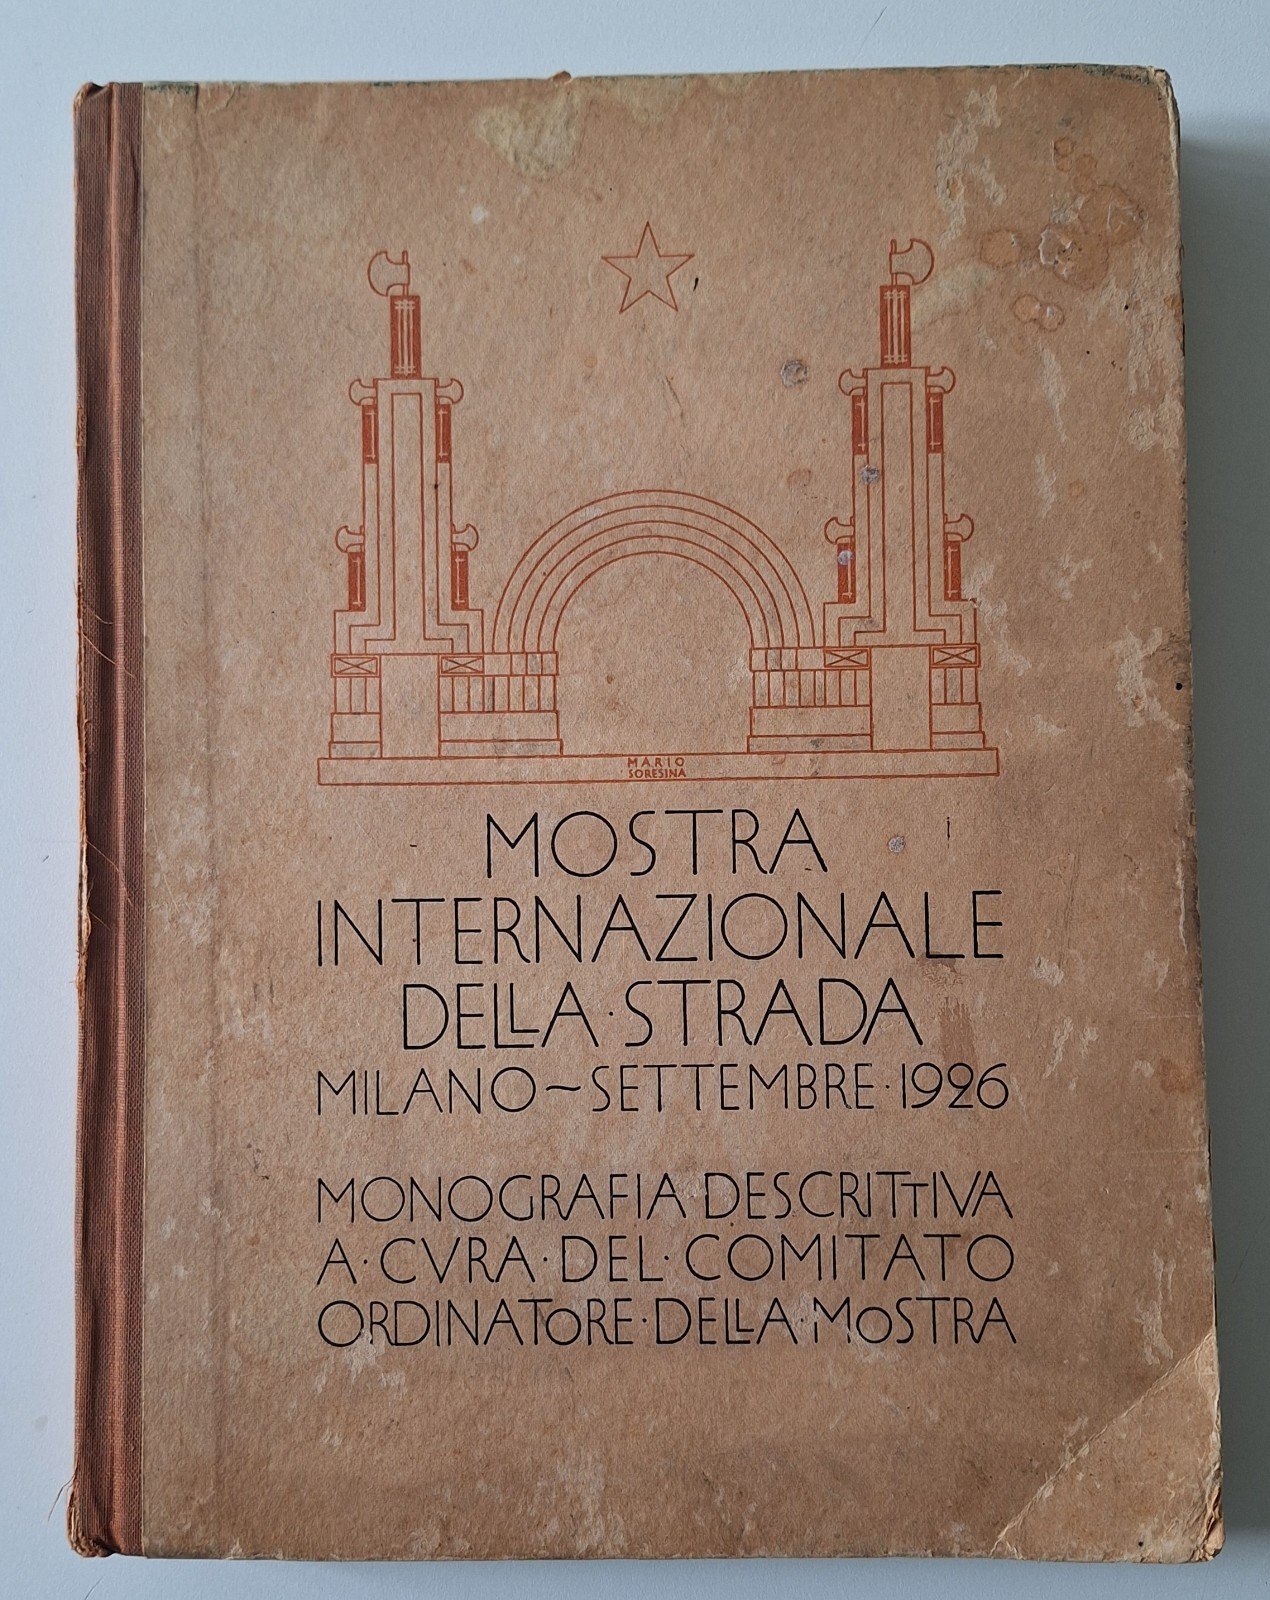 MARIO
SORESINA
MOSTRA
INTERNAZIONALE
DELLA·STRADA
MILANO~SETTEMBRE·1926
MONOGRAFIA·DESCRITTIVA
A·CVRA·DEL·COMITATO
ORDINATORE·DELLA·MOSTRA